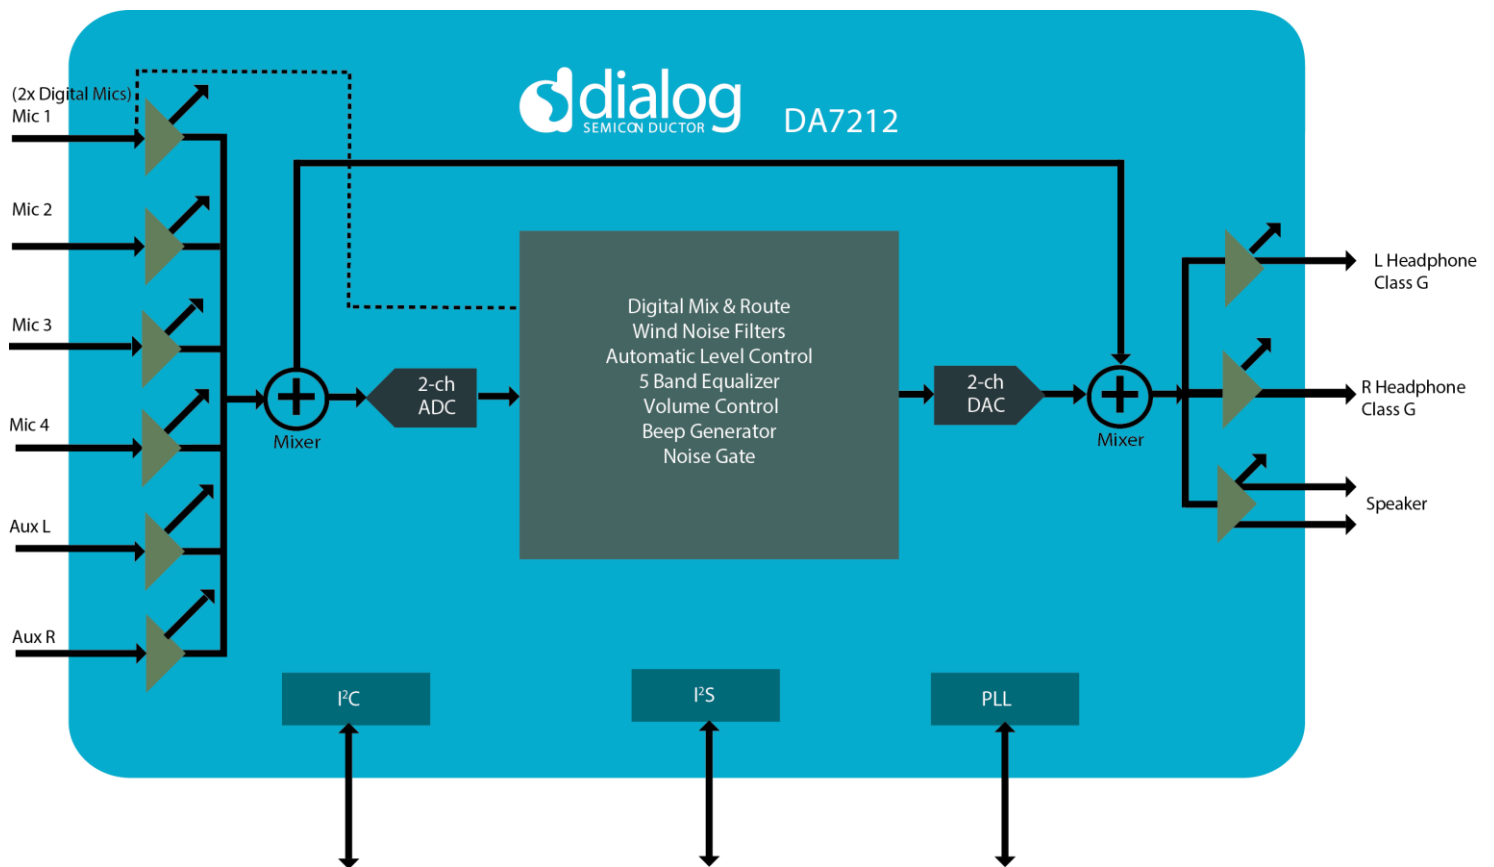 dialog
SEMICONDUCTOR
DA7212
(2x Digital Mics)
Mic 1
Mic 2
Mic 3
Mic 4
Aux L
Aux R
Mixer
2-ch
ADC
Digital Mix & Route
Wind Noise Filters
Automatic Level Control
5 Band Equalizer
Volume Control
Beep Generator
Noise Gate
2-ch
DAC
Mixer
L Headphone
Class G
R Headphone
Class G
Speaker
I²C
I²S
PLL